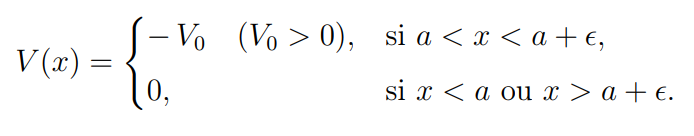 V(x) = { − V₀ (V₀ > 0), si a < x < a + ϵ,
0, si x < a ou x > a + ϵ.